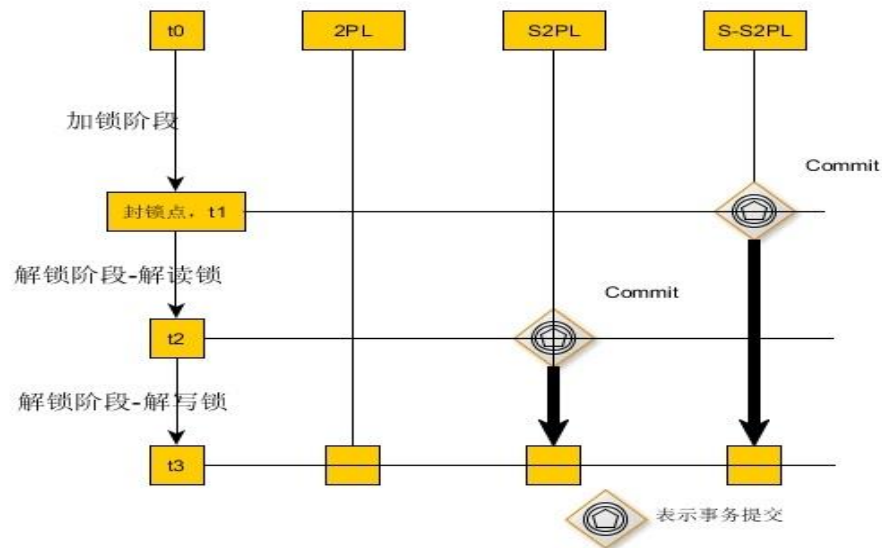 t0 2PL S2PL S-S2PL
加锁阶段
Commit
封锁点，t1
解锁阶段-解读锁
Commit
t2
解锁阶段-解写锁
t3
表示事务提交